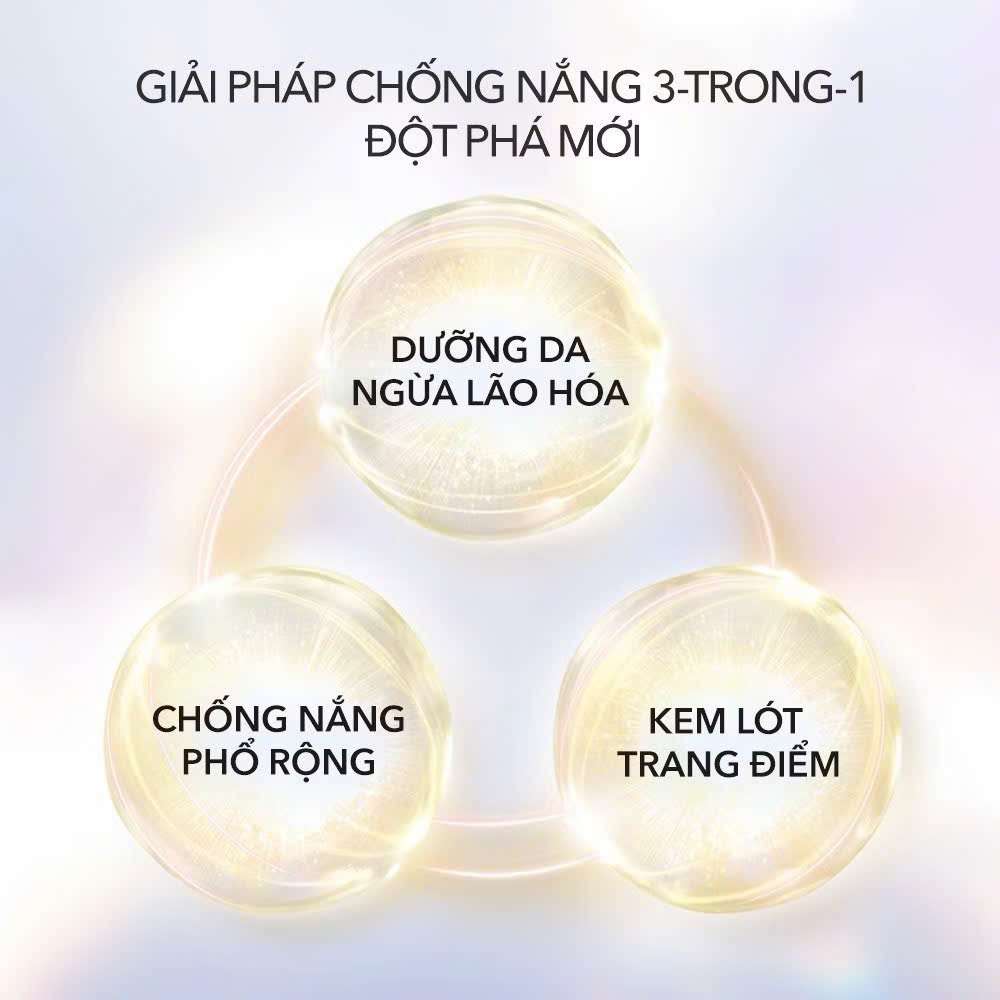 GIẢI PHÁP CHỐNG NẮNG 3-TRONG-1
ĐỘT PHÁ MỚI
DƯỠNG DA
NGỪA LÃO HÓA
CHỐNG NẮNG
PHỔ RỘNG
KEM LÓT
TRANG ĐIỂM